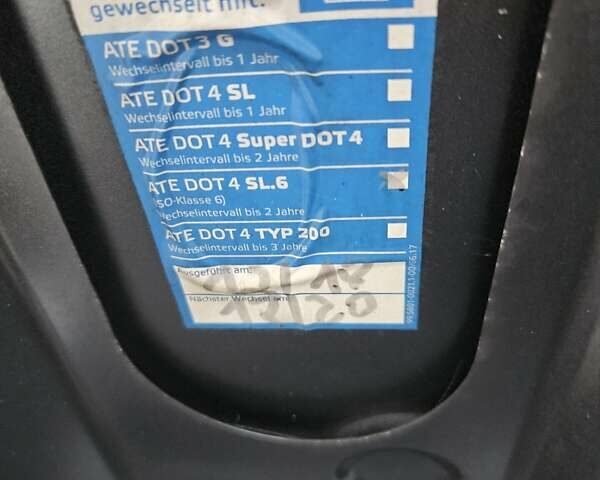 gewechselt mit:
ATE DOT 3 G
Wechselintervall bis 1 Jahr
ATE DOT 4 SL
Wechselintervall bis 1 Jahr
ATE DOT 4 Super DOT 4
Wechselintervall bis 2 Jahre
ATE DOT 4 SL.6
(ISO-Klasse 6)
Wechselintervall bis 2 Jahre
ATE DOT 4 TYP 200
Wechselintervall bis 3 Jahre
Ausgeführt am:
Nächster Wechsel am:
12/20